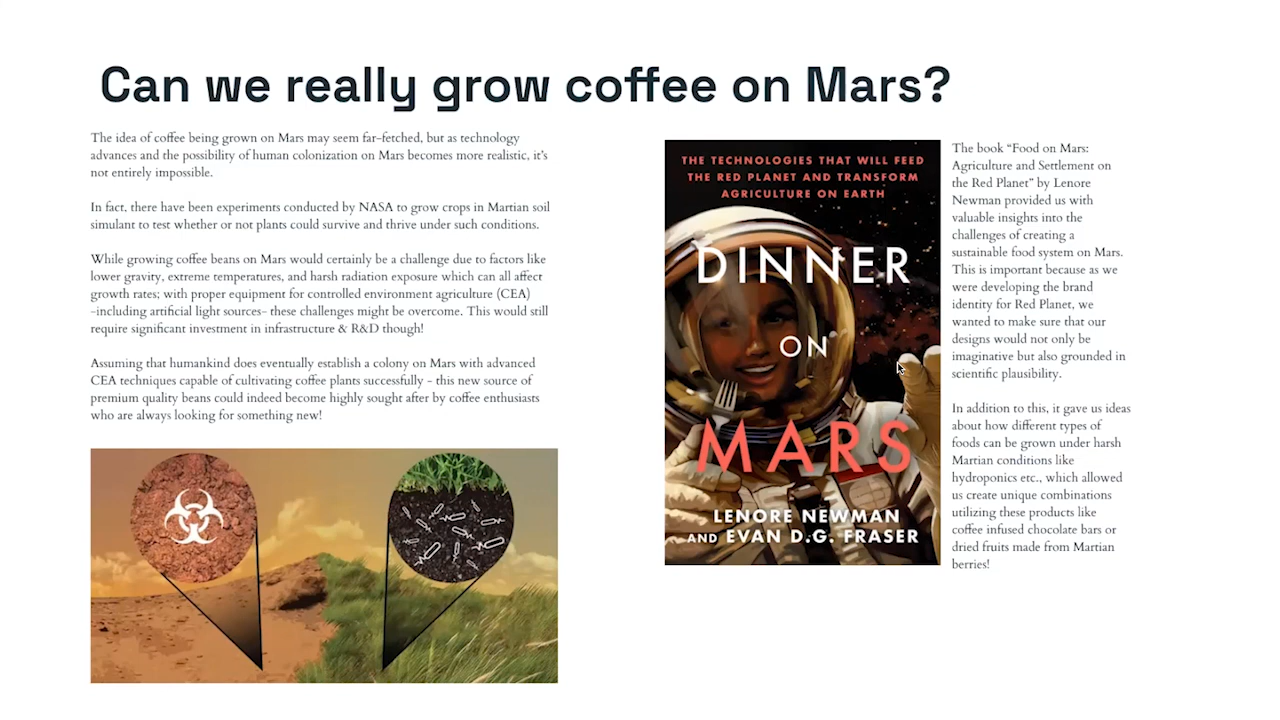 Can we really grow coffee on Mars?
The idea of coffee being grown on Mars may seem far-fetched, but as technology
advances and the possibility of human colonization on Mars becomes more realistic, it's
not entirely impossible.
In fact, there have been experiments conducted by NASA to grow crops in Martian soil
simulant to test whether or not plants could survive and thrive under such conditions.
While growing coffee beans on Mars would certainly be a challenge due to factors like
lower gravity, extreme temperatures, and harsh radiation exposure which can all affect
growth rates; with proper equipment for controlled environment agriculture (CEA)
-including artificial light sources- these challenges might be overcome. This would still
require significant investment in infrastructure & R&D though!
Assuming that humankind does eventually establish a colony on Mars with advanced
CEA techniques capable of cultivating coffee plants successfully - this new source of
premium quality beans could indeed become highly sought after by coffee enthusiasts
who are always looking for something new!
THE TECHNOLOGIES THAT WILL FEED
THE RED PLANET AND TRANSFORM
AGRICULTURE ON EARTH
DINNER
ON
MARS
LENORE NEWMAN
AND EVAN D.G. FRASER
The book “Food on Mars:
Agriculture and Settlement on
the Red Planet” by Lenore
Newman provided us with
valuable insights into the
challenges of creating a
sustainable food system on Mars.
This is important because as we
were developing the brand
identity for Red Planet, we
wanted to make sure that our
designs would not only be
imaginative but also grounded in
scientific plausibility.
In addition to this, it gave us ideas
about how different types of
foods can be grown under harsh
Martian conditions like
hydroponics etc., which allowed
us create unique combinations
utilizing these products like
coffee infused chocolate bars or
dried fruits made from Martian
berries!